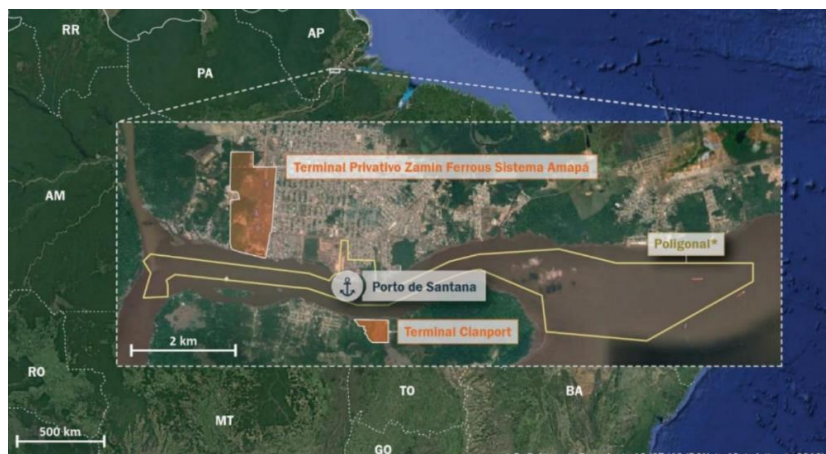 RR
AP
PA
AM
Terminal Privativo Zamin Ferrous Sistema Amapá
Poligonal*
Porto de Santana
Terminal Cianport
2 km
RO
MT
TO
BA
GO
500 km